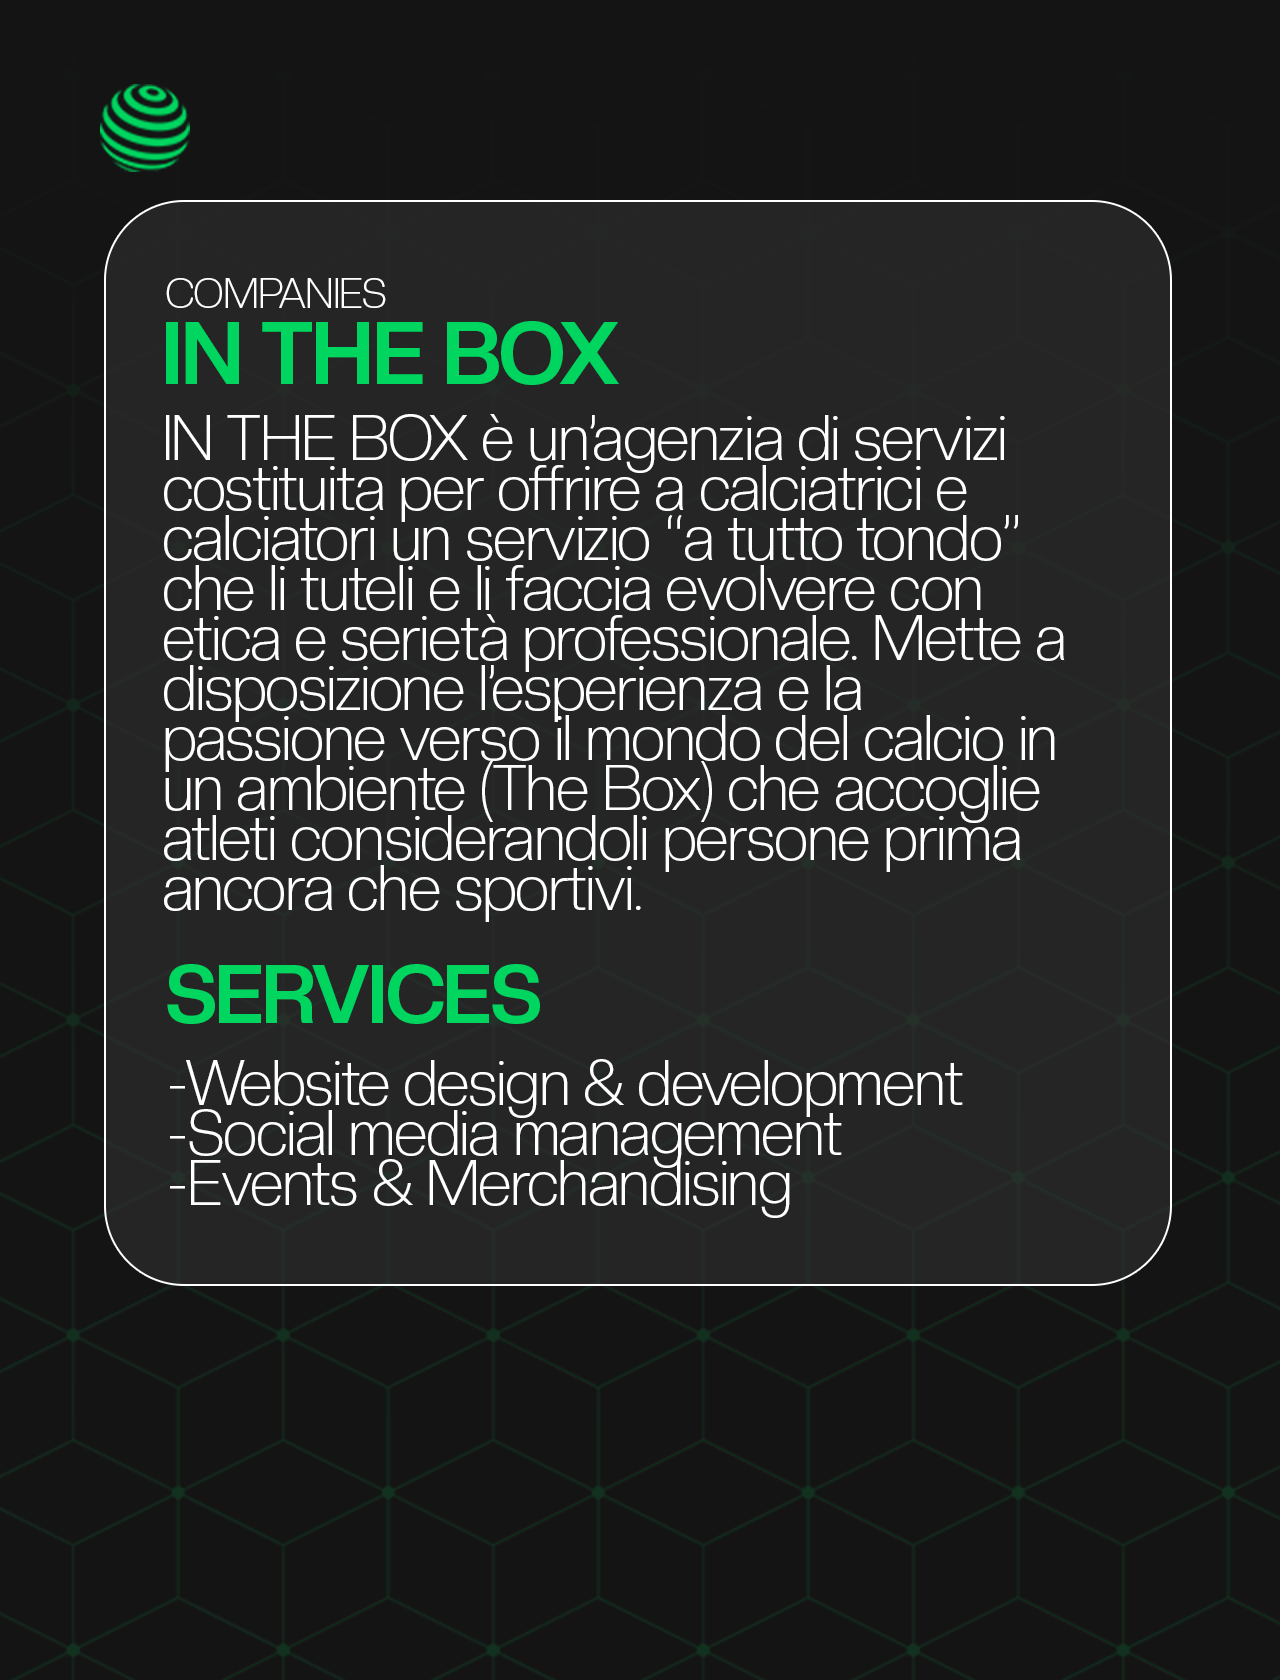 COMPANIES
IN THE BOX
IN THE BOX è un’agenzia di servizi
costituita per offrire a calciatrici e
calciatori un servizio “a tutto tondo”
che li tuteli e li faccia evolvere con
etica e serietà professionale. Mette a
disposizione l’esperienza e la
passione verso il mondo del calcio in
un ambiente (The Box) che accoglie
atleti considerandoli persone prima
ancora che sportivi.
SERVICES
-Website design & development
-Social media management
-Events & Merchandising